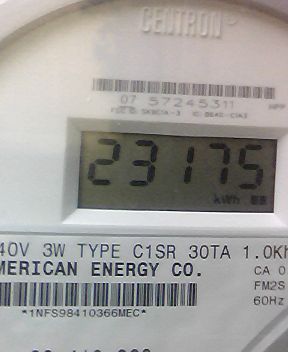 CENTRON
07 57245311
23175
kWh
40V 3W TYPE C1SR 30TA 1.0Kh
MERICAN ENERGY CO.
CA 0
FM2S
60Hz
*1NFS98410366MEC*